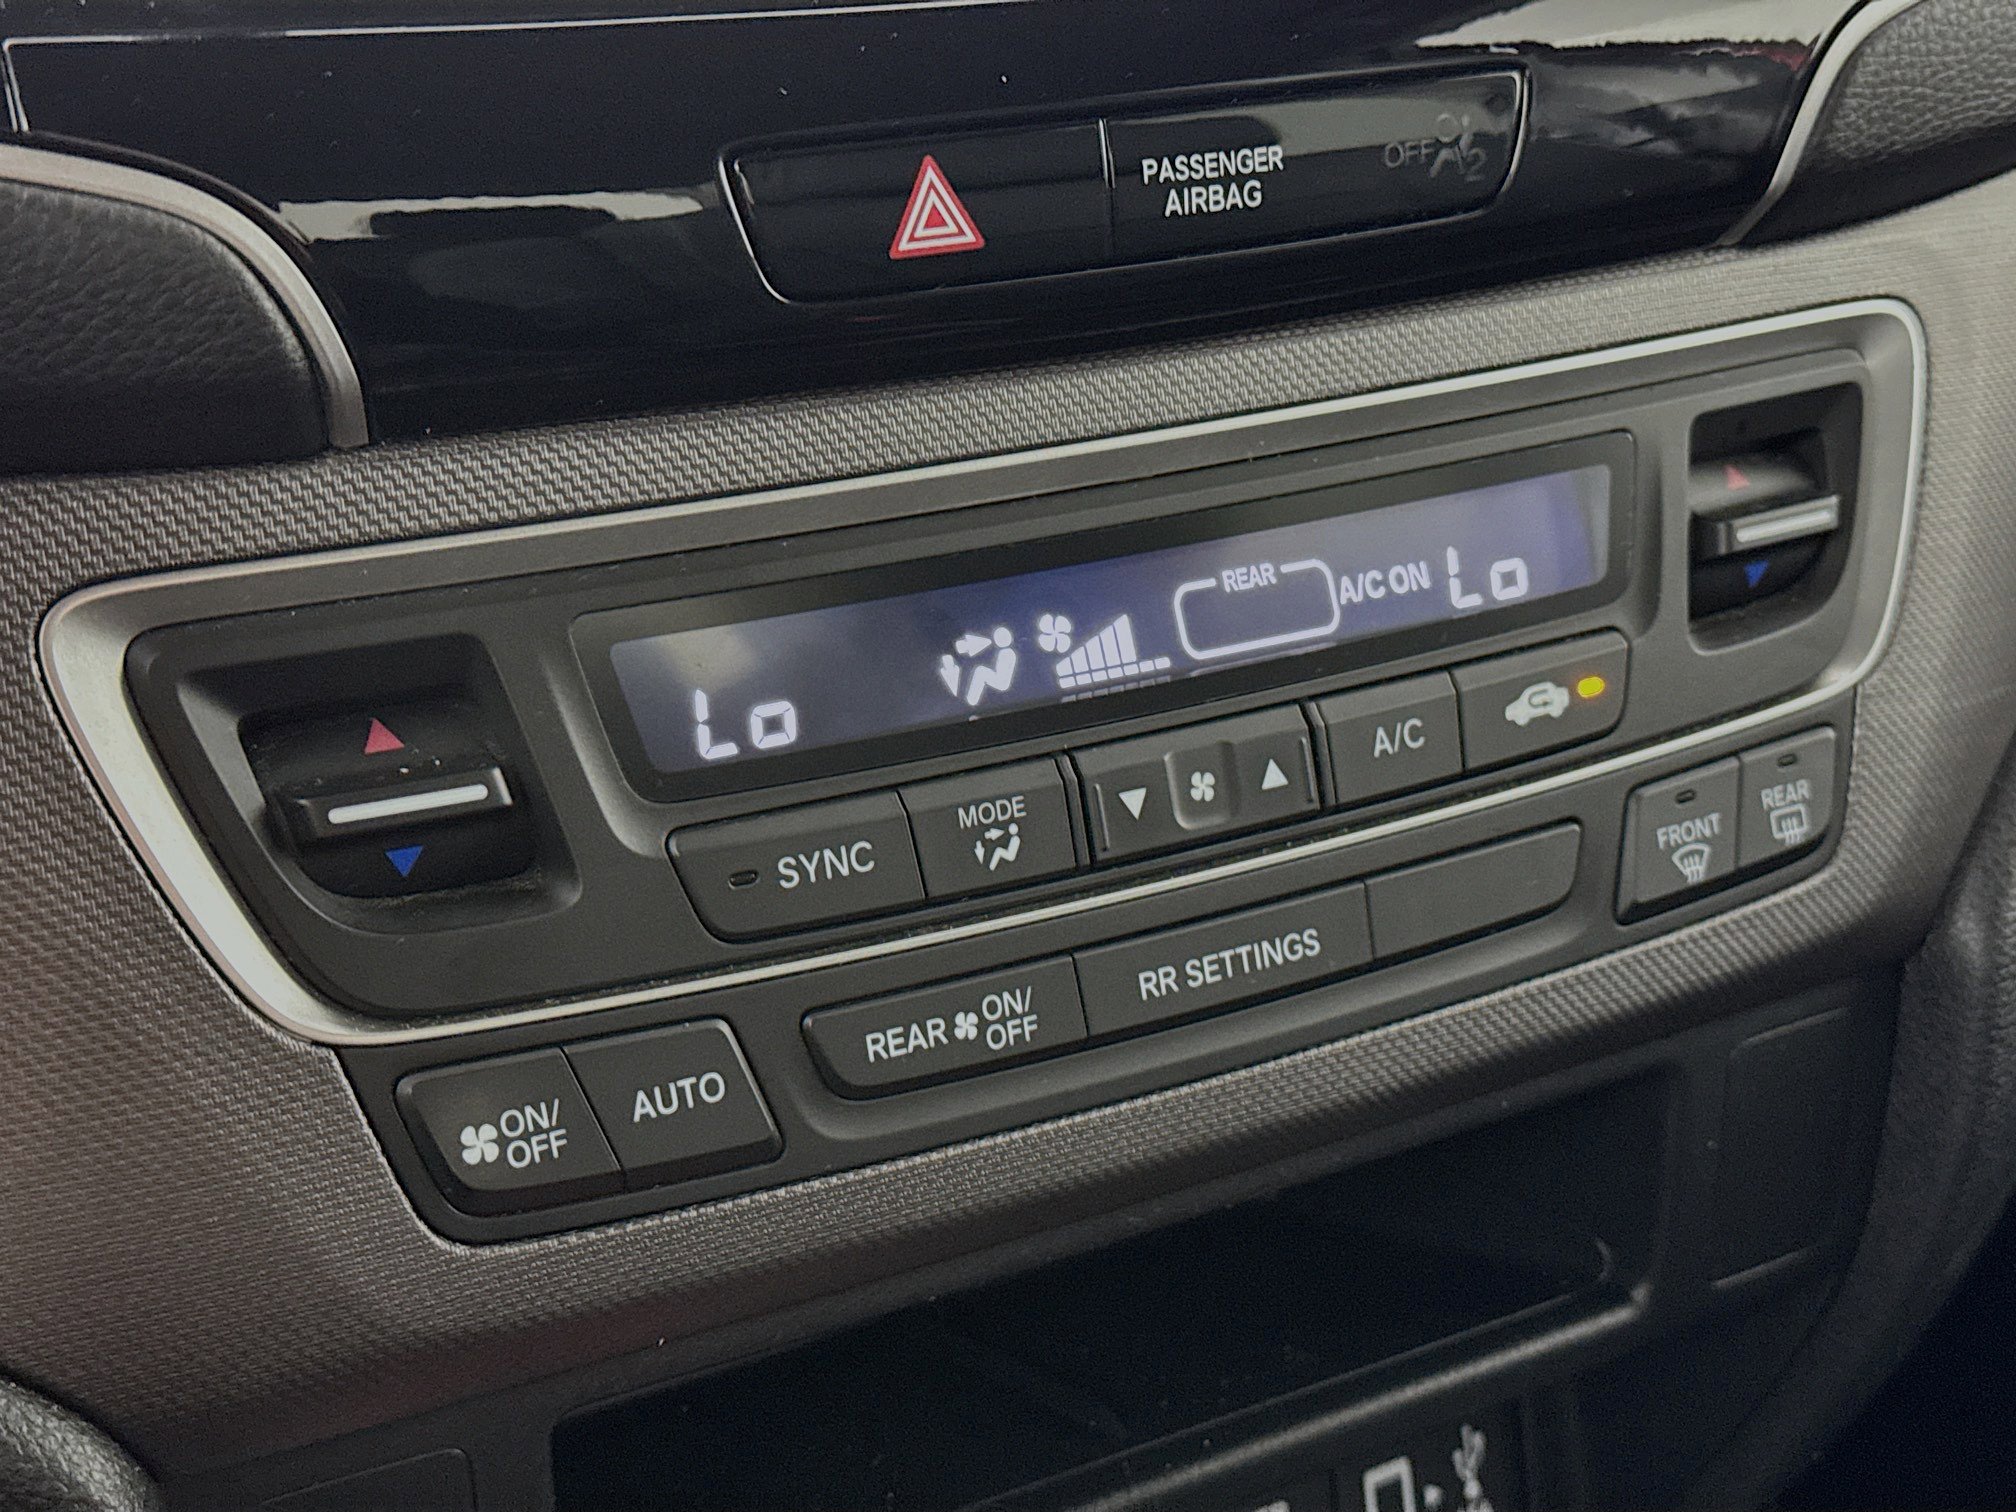 PASSENGER
AIRBAG
OFF
2
REAR
A/C ON
Lo
Lo
SYNC
MODE
A/C
FRONT
REAR
REAR ON/
OFF
RR SETTINGS
ON/
OFF
AUTO